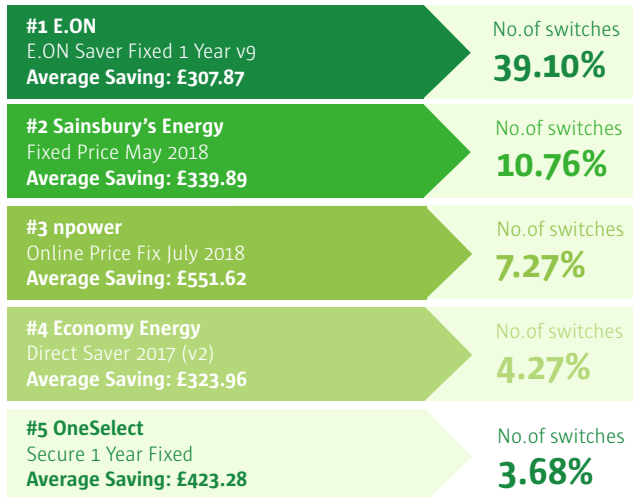 #1 E.ON
E.ON Saver Fixed 1 Year v9
Average Saving: £307.87
No.of switches
39.10%
#2 Sainsbury's Energy
Fixed Price May 2018
Average Saving: £339.89
No.of switches
10.76%
#3 npower
Online Price Fix July 2018
Average Saving: £551.62
No.of switches
7.27%
#4 Economy Energy
Direct Saver 2017 (v2)
Average Saving: £323.96
No.of switches
4.27%
#5 OneSelect
Secure 1 Year Fixed
Average Saving: £423.28
No.of switches
3.68%